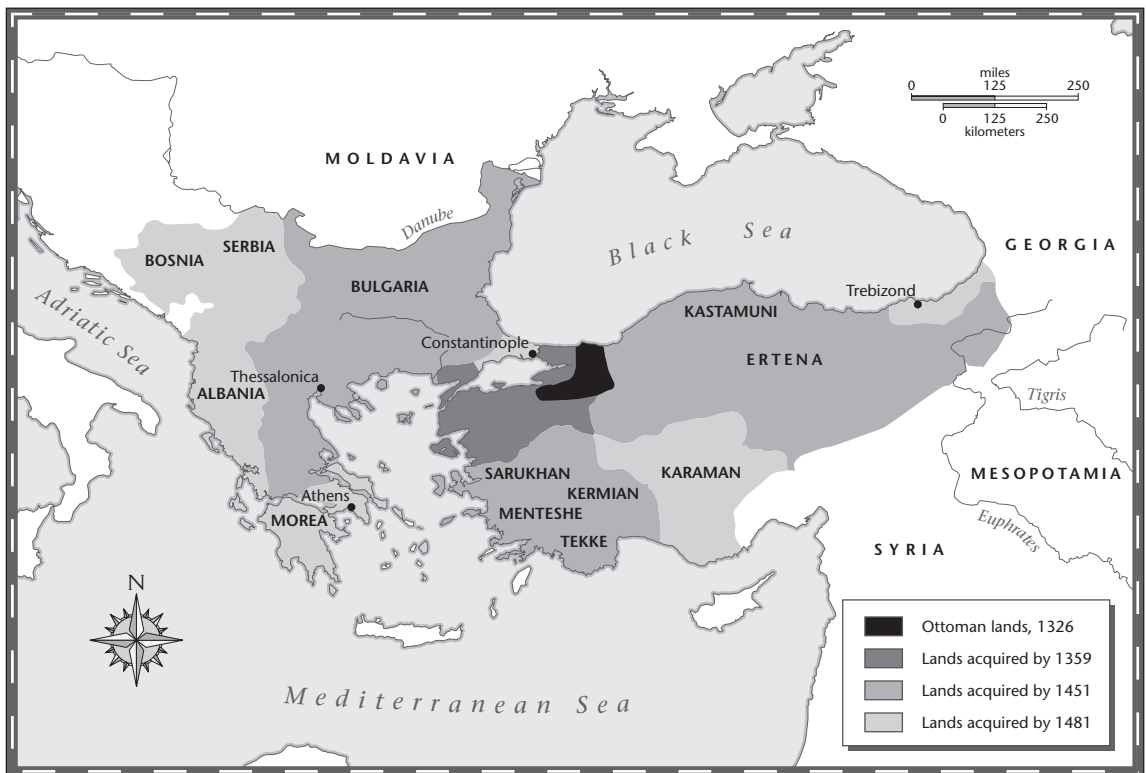 miles
0 125 250
0 125 250
kilometers
MOLDAVIA
Danube
Black Sea
GEORGIA
SERBIA
BOSNIA
BULGARIA
Adriatic Sea
Trebizond
KASTAMUNI
Constantinople
ERTENA
Thessalonica
ALBANIA
Tigris
SARUKHAN
KARAMAN
MESOPOTAMIA
KERMIAN
Athens
MENTESHE
MOREA
Euphrates
TEKKE
SYRIA
N
Mediterranean Sea
Ottoman lands, 1326
Lands acquired by 1359
Lands acquired by 1451
Lands acquired by 1481